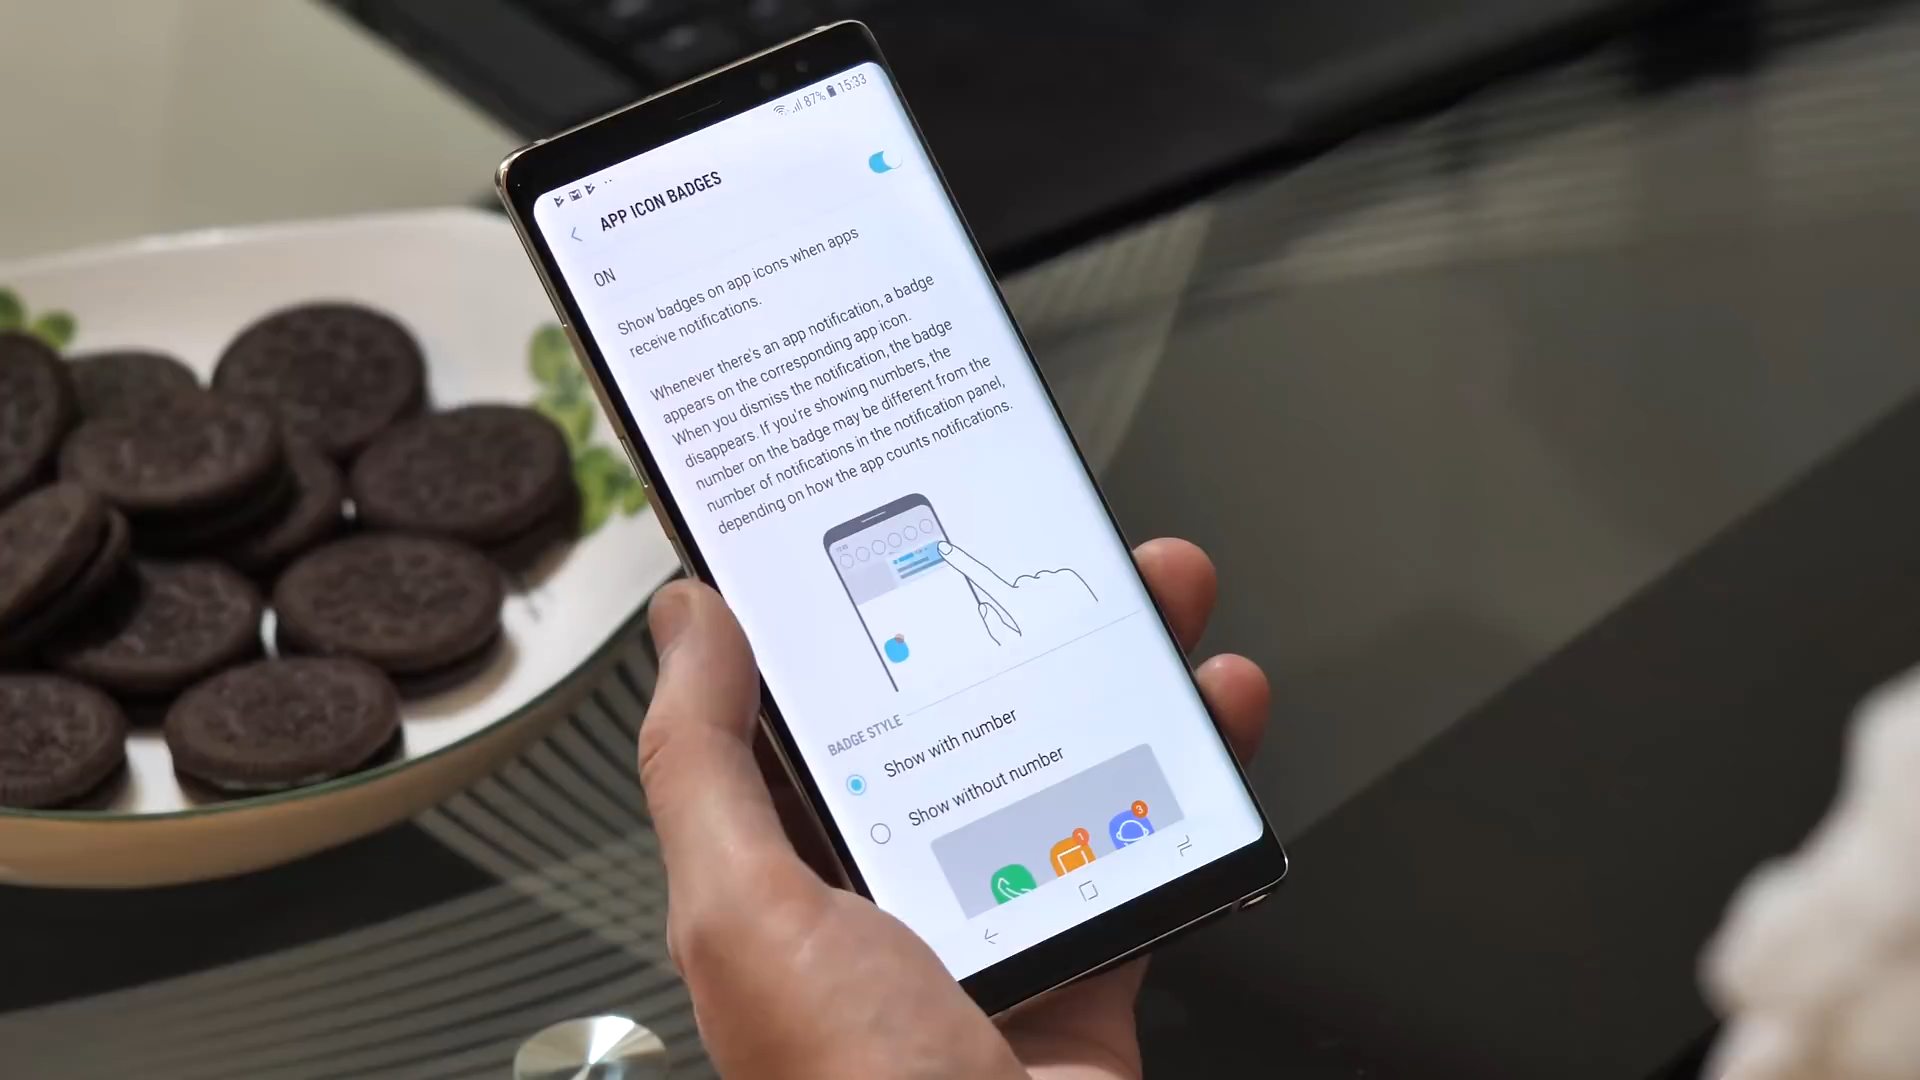 87% 15:33
APP ICON BADGES
ON
Show badges on app icons when apps
receive notifications.
Whenever there's an app notification, a badge
appears on the corresponding app icon.
When you dismiss the notification, the badge
disappears. If you're showing numbers, the
number on the badge may be different from the
number of notifications in the notification panel,
depending on how the app counts notifications.
BADGE STYLE
Show with number
Show without number
1
3